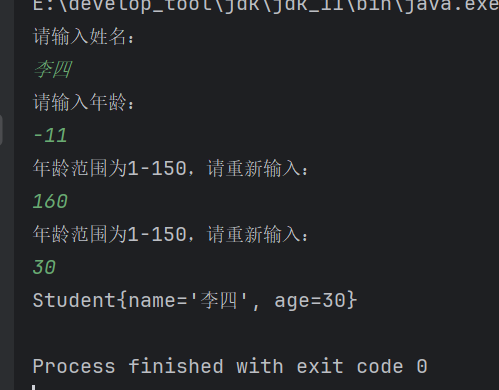 E:\develop_tool\jdk\jdk_11\bin\java.exe
请输入姓名：
李四
请输入年龄：
-11
年龄范围为1-150，请重新输入：
160
年龄范围为1-150，请重新输入：
30
Student{name='李四', age=30}
Process finished with exit code 0